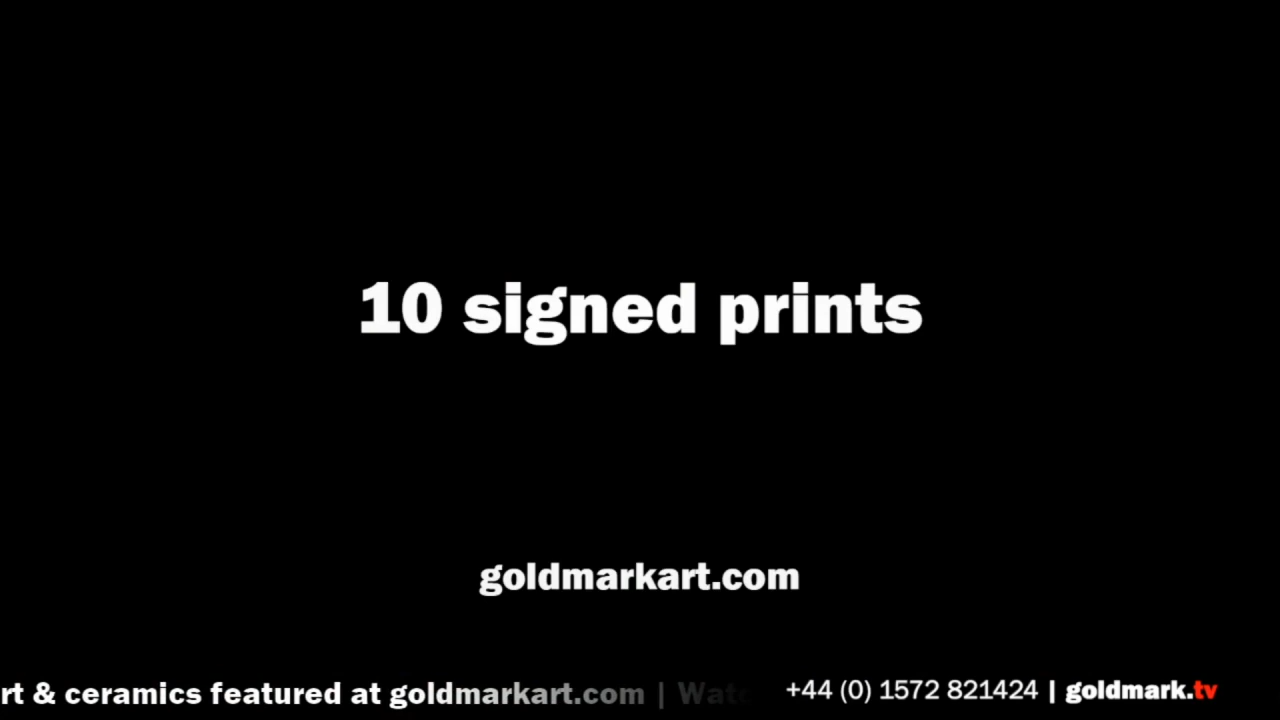 10 signed prints
goldmarkart.com
rt & ceramics featured at goldmarkart.com |
+44 (0) 1572 821424 | goldmark.tv